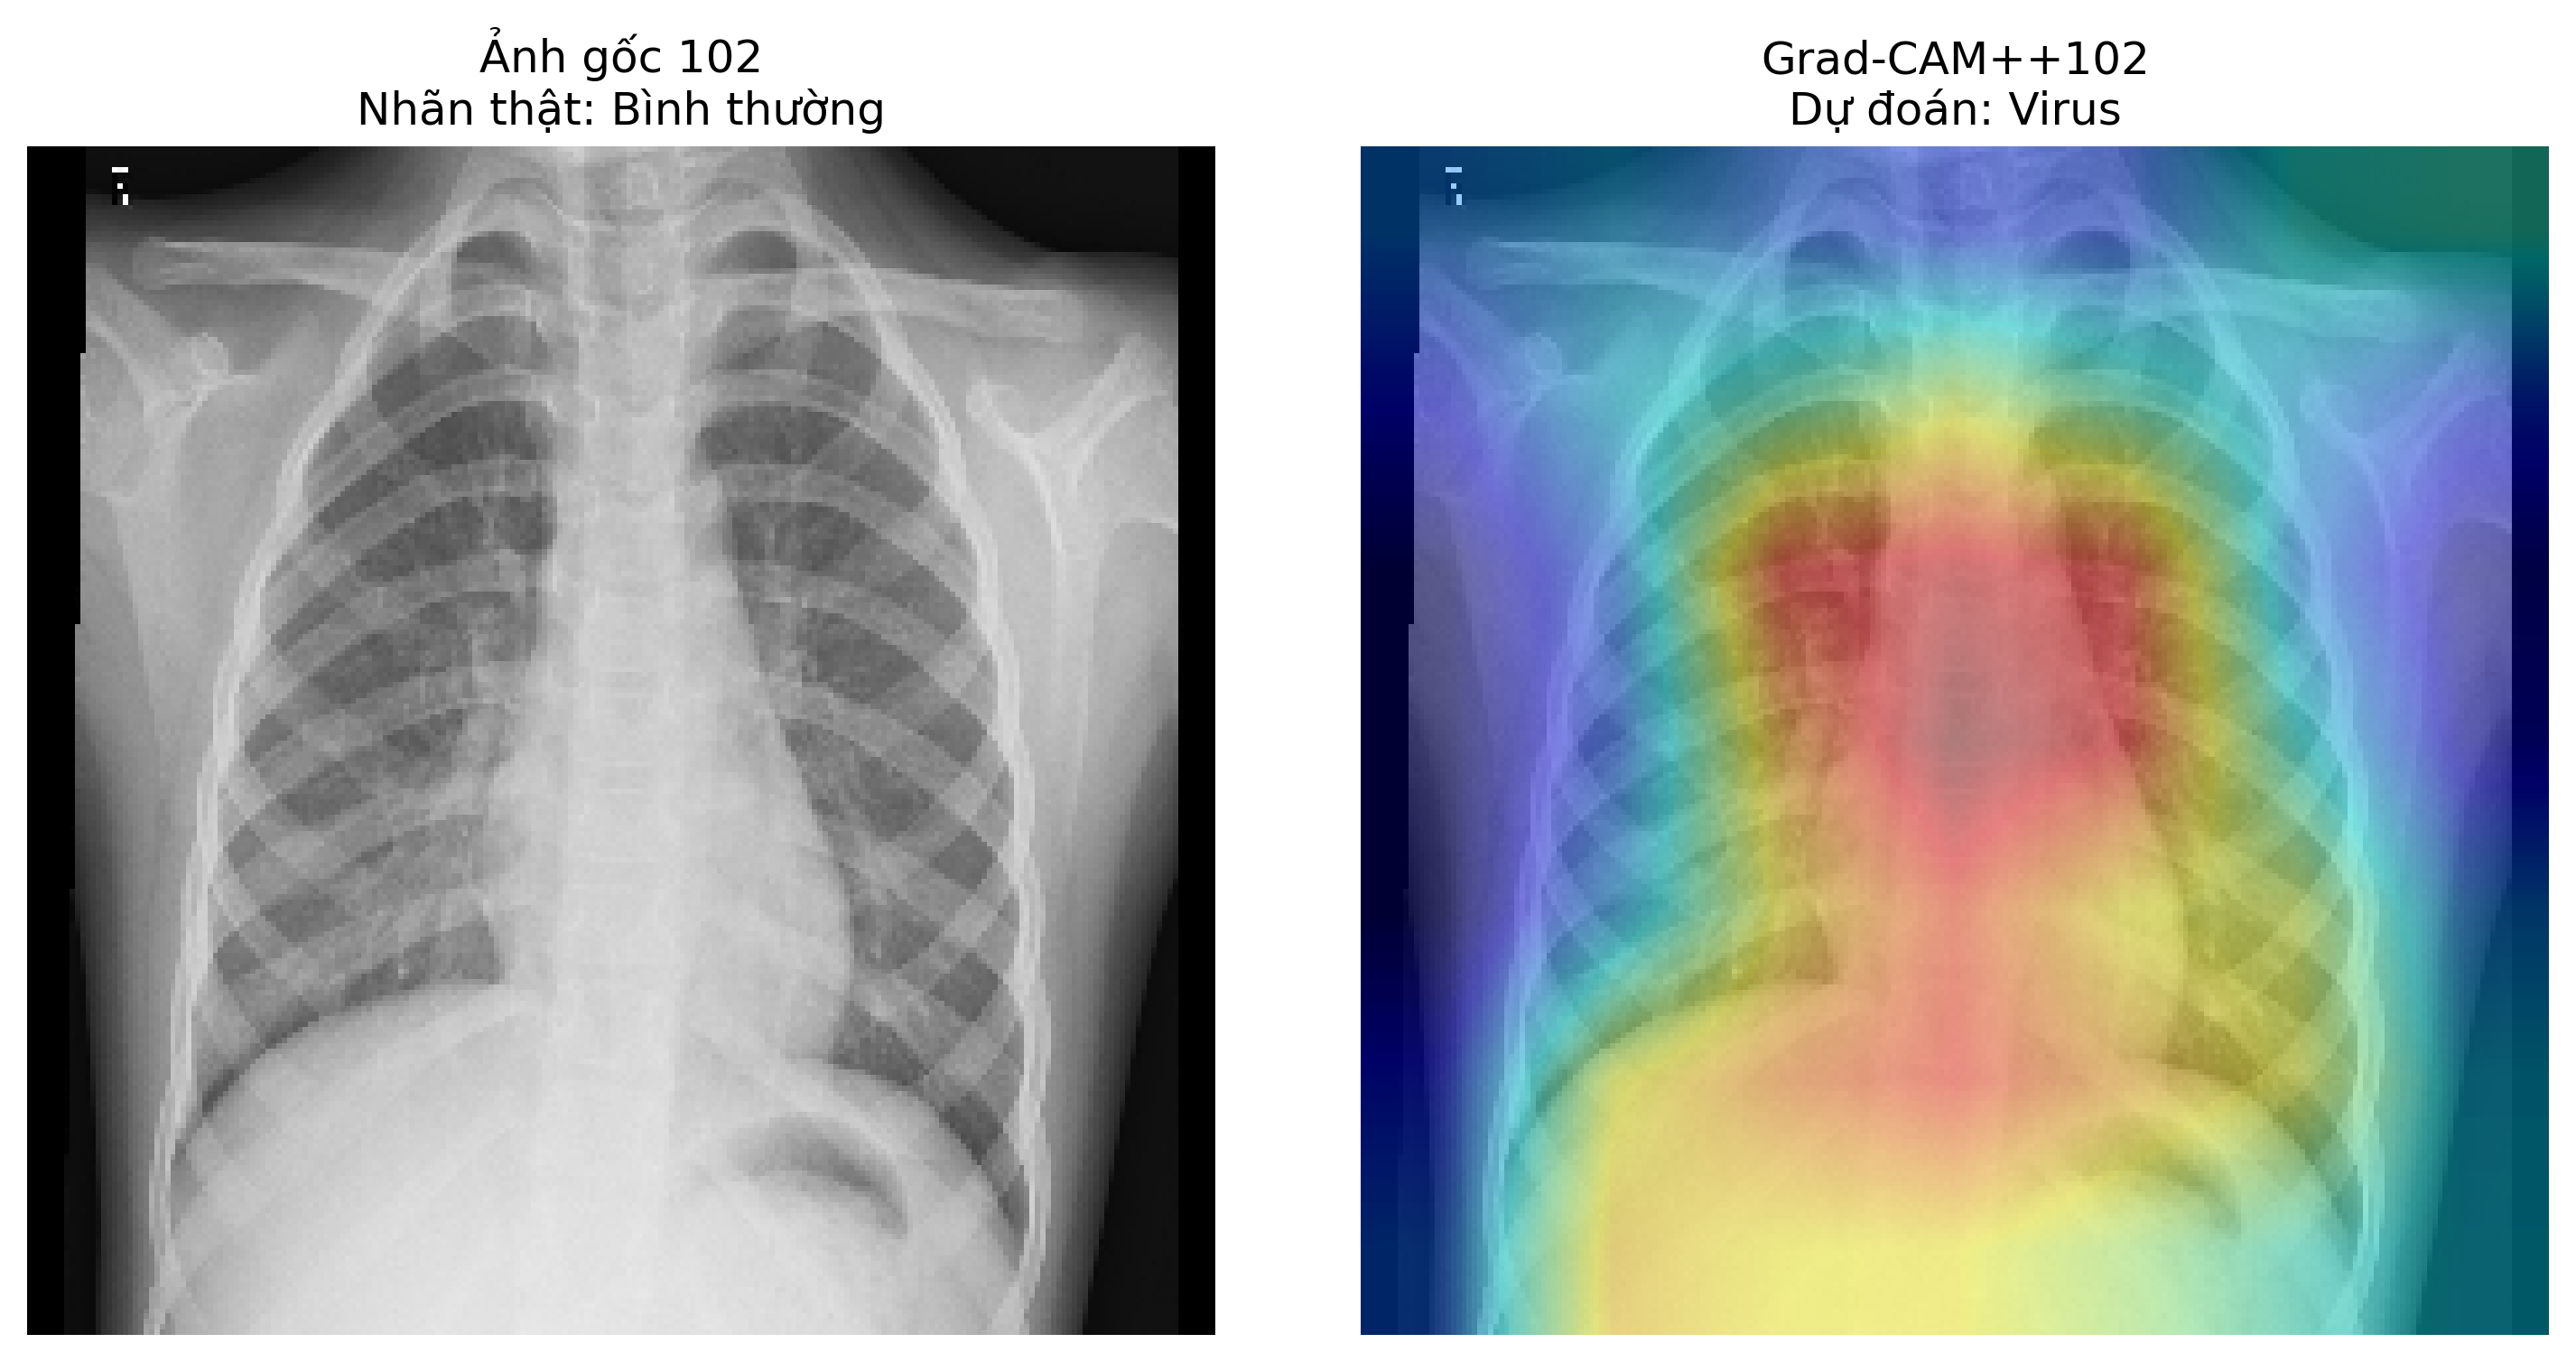 Ảnh gốc 102
Nhãn thật: Bình thường
Grad-CAM++102
Dự đoán: Virus